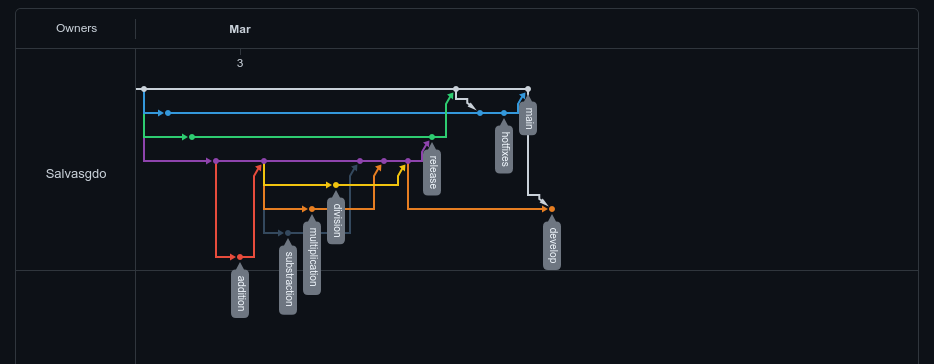 Owners
Mar
3
Salvasgdo
main
hotfixes
release
division
multiplication
substraction
addition
develop